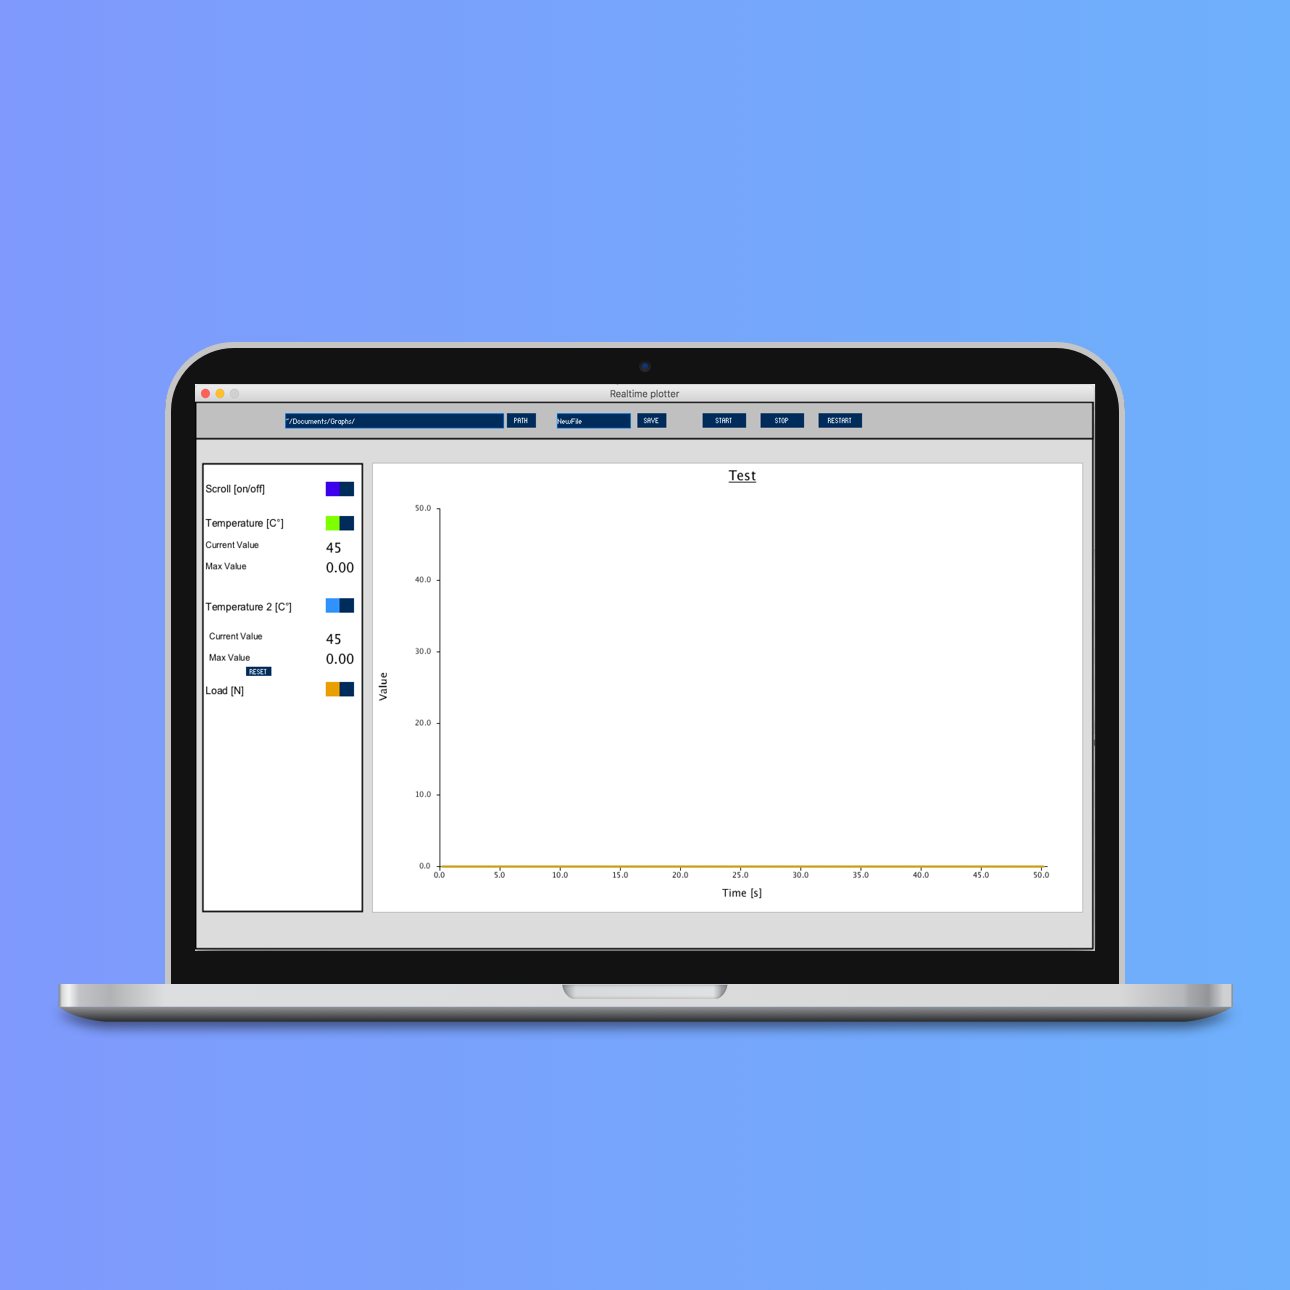 Realtime plotter
~/Documents/Graphs/ PATH NewFile SAVE START STOP RESTART
Scroll [on/off]
Temperature [C°]
Current Value 45
Max Value 0.00
Temperature 2 [C°]
Current Value 45
Max Value 0.00
RESET
Load [N]
Test
50.0
40.0
30.0
20.0
10.0
0.0
Value
0.0 5.0 10.0 15.0 20.0 25.0 30.0 35.0 40.0 45.0 50.0
Time [s]